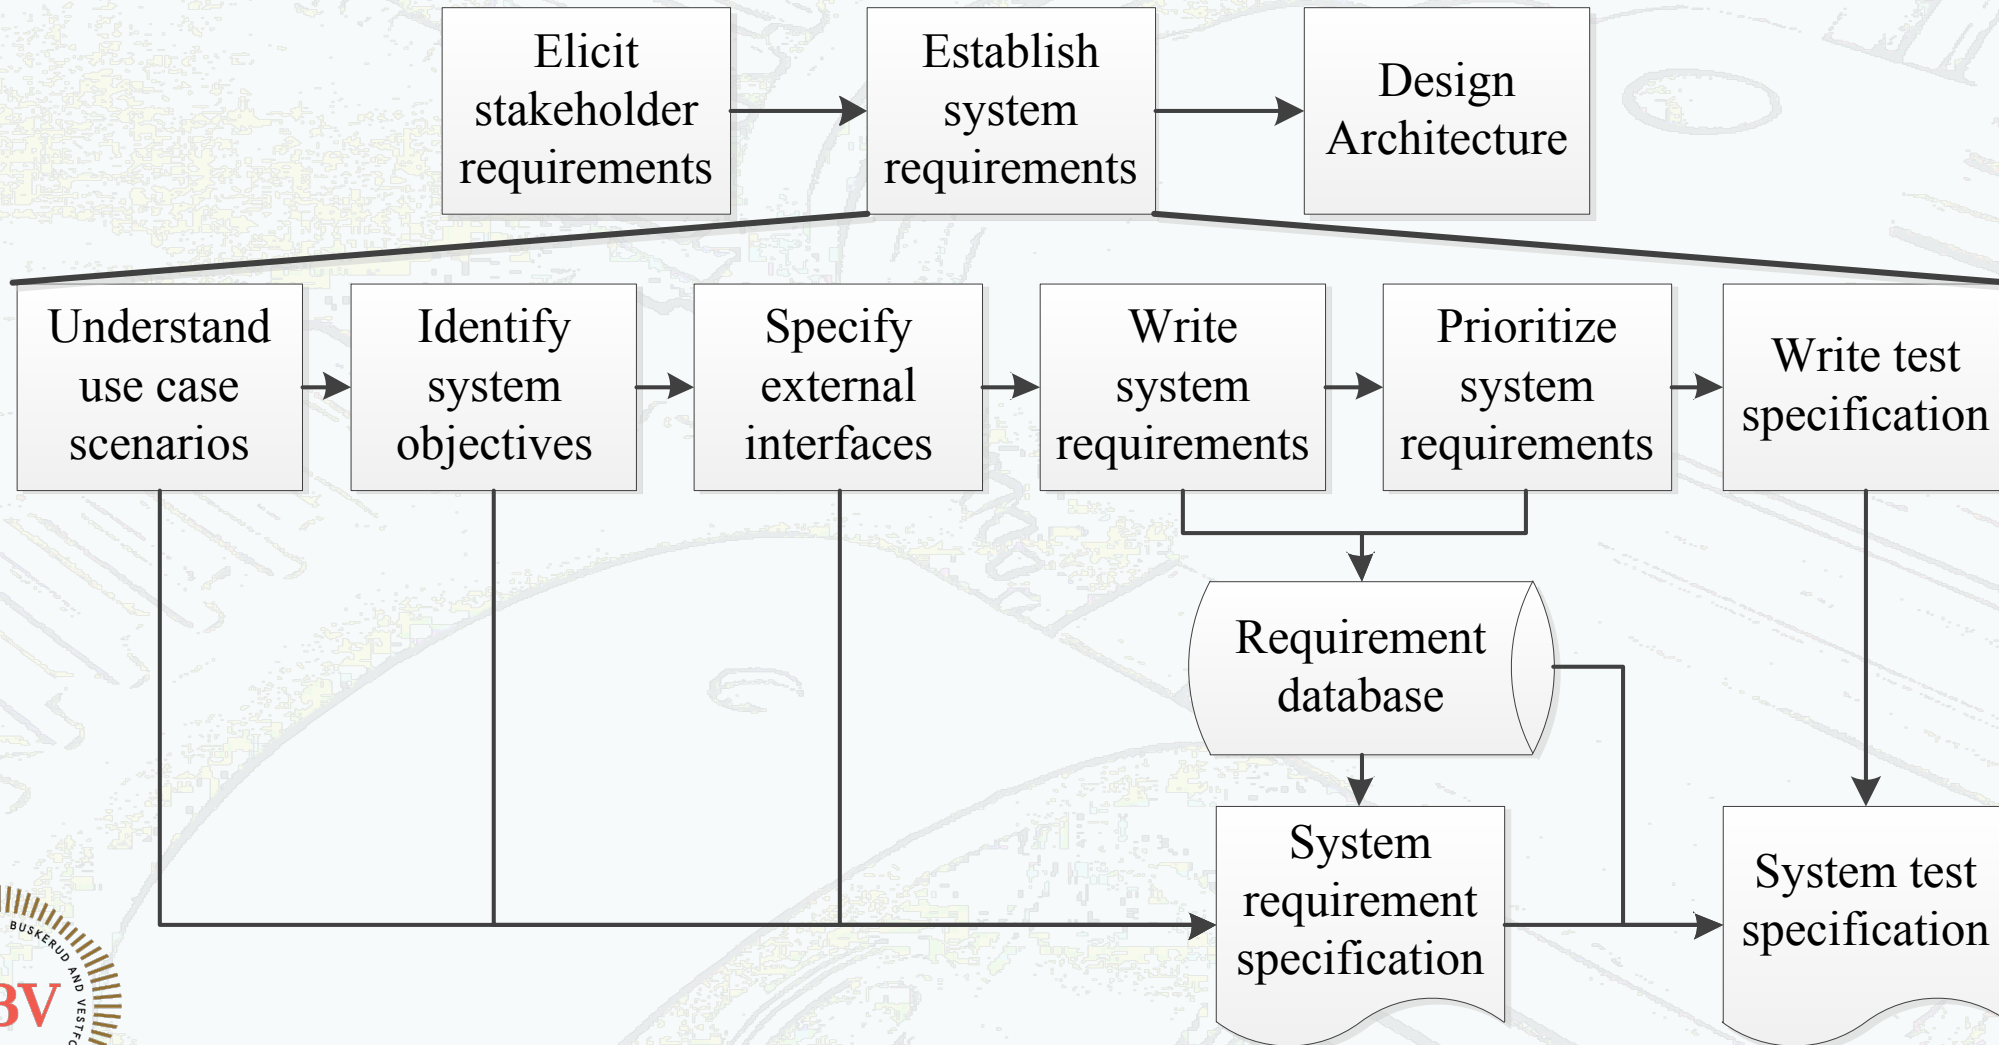 Elicit
stakeholder
requirements
Establish
system
requirements
Design
Architecture
Understand
use case
scenarios
Identify
system
objectives
Specify
external
interfaces
Write
system
requirements
Prioritize
system
requirements
Write test
specification
Requirement
database
System
requirement
specification
System test
specification
BUSKERUD AND VESTFO
BV